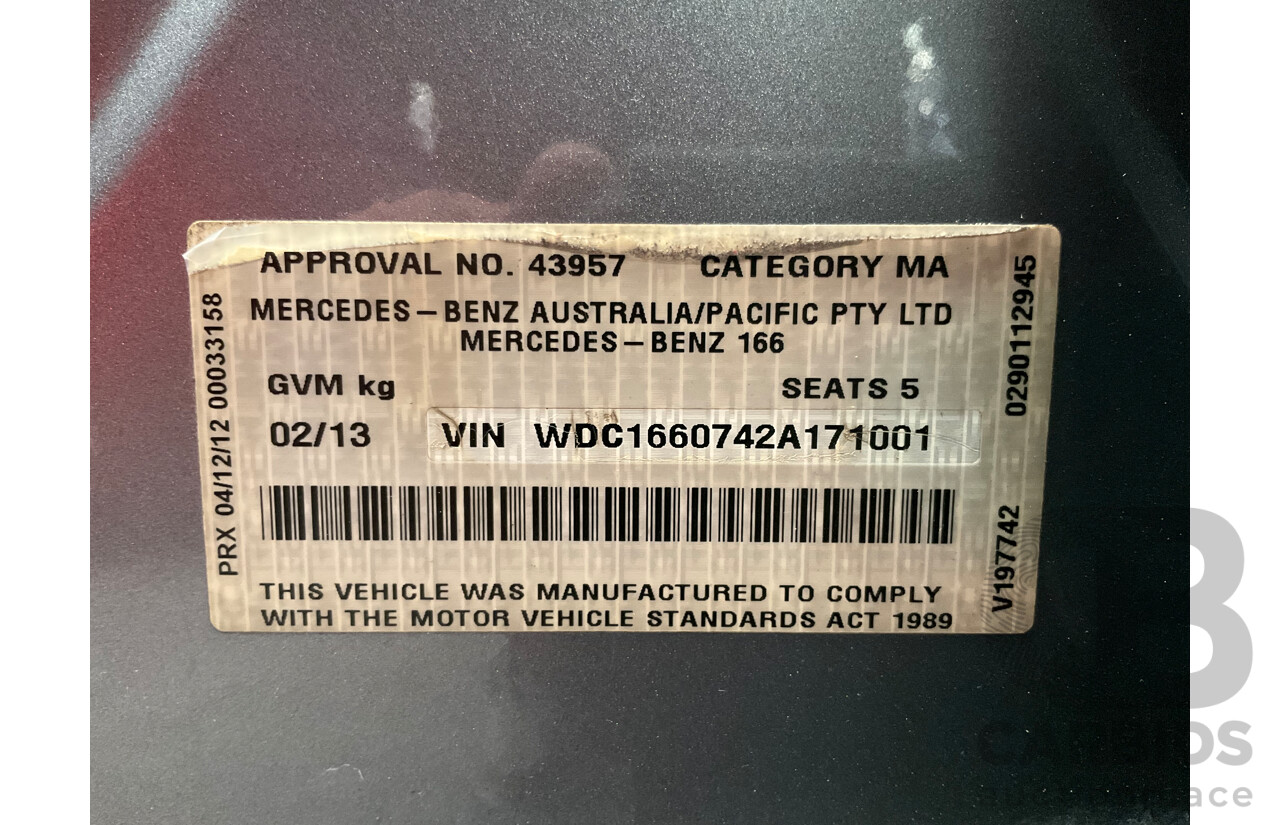 APPROVAL NO. 43957 CATEGORY MA
MERCEDES-BENZ AUSTRALIA/PACIFIC PTY LTD
MERCEDES-BENZ 166
GVM kg SEATS 5
02/13 VIN WDC1660742A171001
THIS VEHICLE WAS MANUFACTURED TO COMPLY
WITH THE MOTOR VEHICLE STANDARDS ACT 1989
PRX 04/12/12 00033158
0290112945
V197742